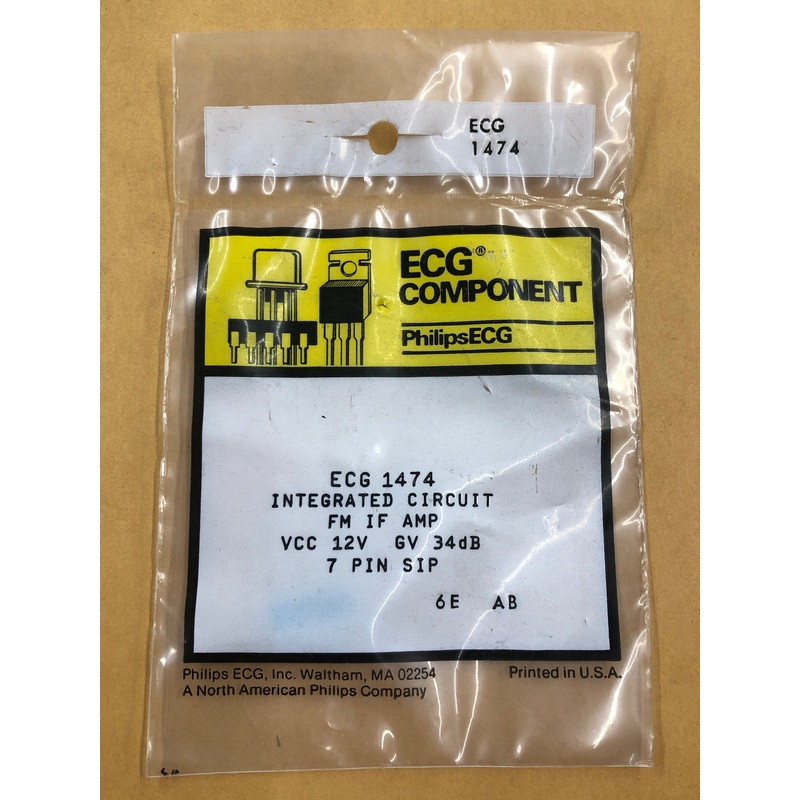 ECG
1474
ECG®
COMPONENT
PhilipsECG
ECG 1474
INTEGRATED CIRCUIT
FM IF AMP
VCC 12V GV 34dB
7 PIN SIP
6E AB
Philips ECG, Inc. Waltham, MA 02254
A North American Philips Company
Printed in U.S.A.